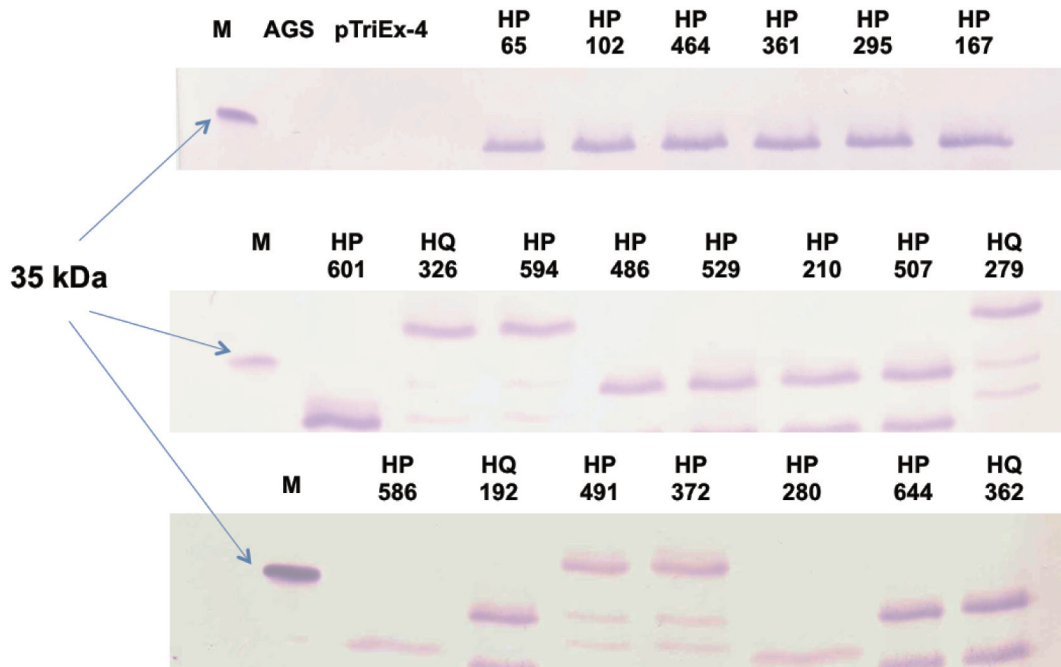 M AGS pTriEx-4 HP HP HP HP HP HP
65 102 464 361 295 167
M HP HQ HP HP HP HP HP HQ
601 326 594 486 529 210 507 279
35 kDa
M HP HQ HP HP HP HP HQ
586 192 491 372 280 644 362